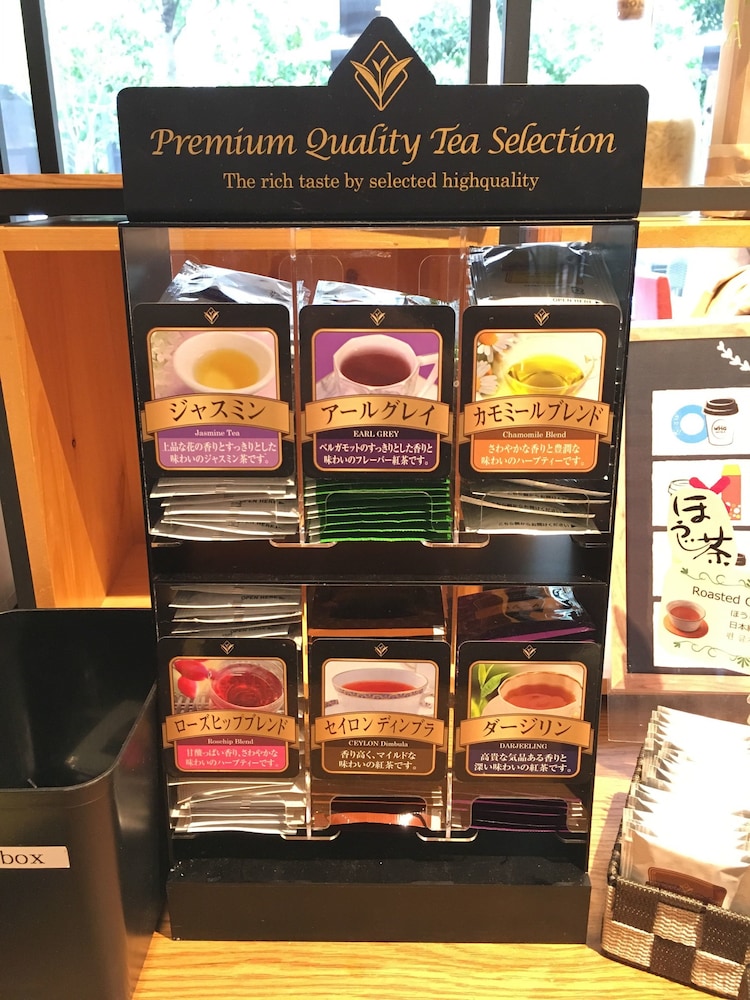 Premium Quality Tea Selection
The rich taste by selected highquality
ジャスミン
Jasmine Tea
上品な花の香りとすっきりとした
味わいのジャスミン茶です。
アールグレイ
EARL GREY
ベルガモットのすっきりとした香りと
味わいのフレーバー紅茶です。
カモミールブレンド
Chamomile Blend
さわやかな香りと豊潤な
味わいのハーブティーです。
ローズヒップブレンド
Rosehip Blend
甘酸っぱい香り、さわやかな
味わいのハーブティーです。
セイロン ディンブラ
CEYLON Dimbula
香り高く、マイルドな
味わいの紅茶です。
ダージリン
DARJEELING
高貴な気品ある香りと
深い味わいの紅茶です。
box
ほうじ
茶
Roasted
ほう
日本